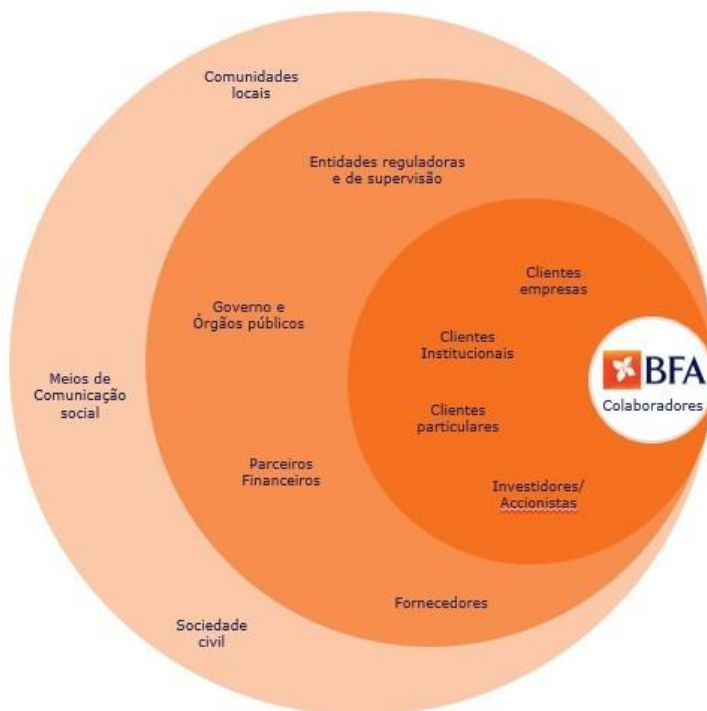 Comunidades
locais
Entidades reguladoras
e de supervisão
Clientes
empresas
Governo e
Órgãos públicos
Clientes
Institucionais
BFA
Colaboradores
Meios de
Comunicação
social
Clientes
particulares
Parceiros
Financeiros
Investidores/
Accionistas
Fornecedores
Sociedade
civil